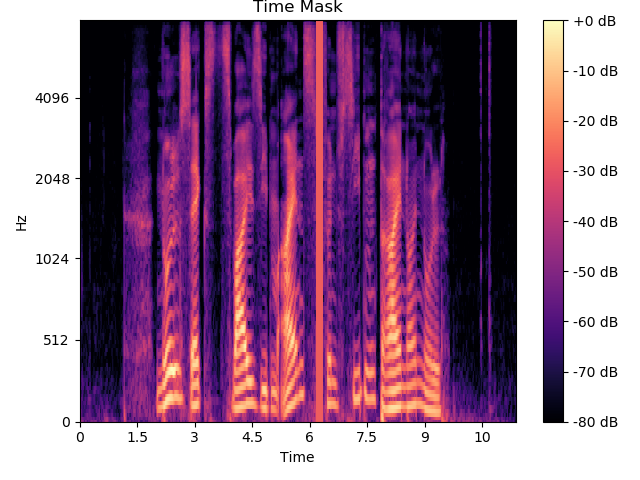 Time Mask
+0 dB
4096
-10 dB
-20 dB
2048
-30 dB
Hz
-40 dB
1024
-50 dB
-60 dB
512
-70 dB
0
-80 dB
0 1.5 3 4.5 6 7.5 9 10
Time